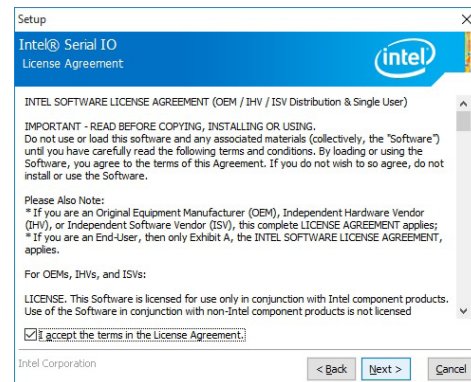 Setup
Intel® Serial IO
License Agreement
intel
INTEL SOFTWARE LICENSE AGREEMENT (OEM / IHV / ISV Distribution & Single User)
IMPORTANT - READ BEFORE COPYING, INSTALLING OR USING.
Do not use or load this software and any associated materials (collectively, the "Software")
until you have carefully read the following terms and conditions. By loading or using the
Software, you agree to the terms of this Agreement. If you do not wish to so agree, do not
install or use the Software.
Please Also Note:
* If you are an Original Equipment Manufacturer (OEM), Independent Hardware Vendor
(IHV), or Independent Software Vendor (ISV), this complete LICENSE AGREEMENT applies;
* If you are an End-User, then only Exhibit A, the INTEL SOFTWARE LICENSE AGREEMENT,
applies.
For OEMs, IHVs, and ISVs:
LICENSE. This Software is licensed for use only in conjunction with Intel component products.
Use of the Software in conjunction with non-Intel component products is not licensed
I accept the terms in the License Agreement.
Intel Corporation
< Back
Next >
Cancel